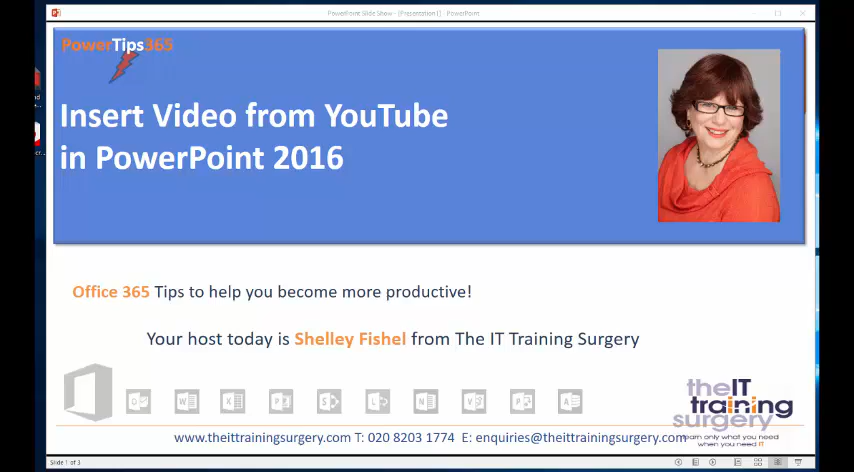 PowerPoint Slide Show - [Presentation1] - PowerPoint
PowerTips365
Insert Video from YouTube
in PowerPoint 2016
Office 365 Tips to help you become more productive!
Your host today is Shelley Fishel from The IT Training Surgery
theIT
training
surgery
learn only what you need
when you need IT
www.theittrainingsurgery.com T: 020 8203 1774 E: enquiries@theittrainingsurgery.com
Slide 1 of 3